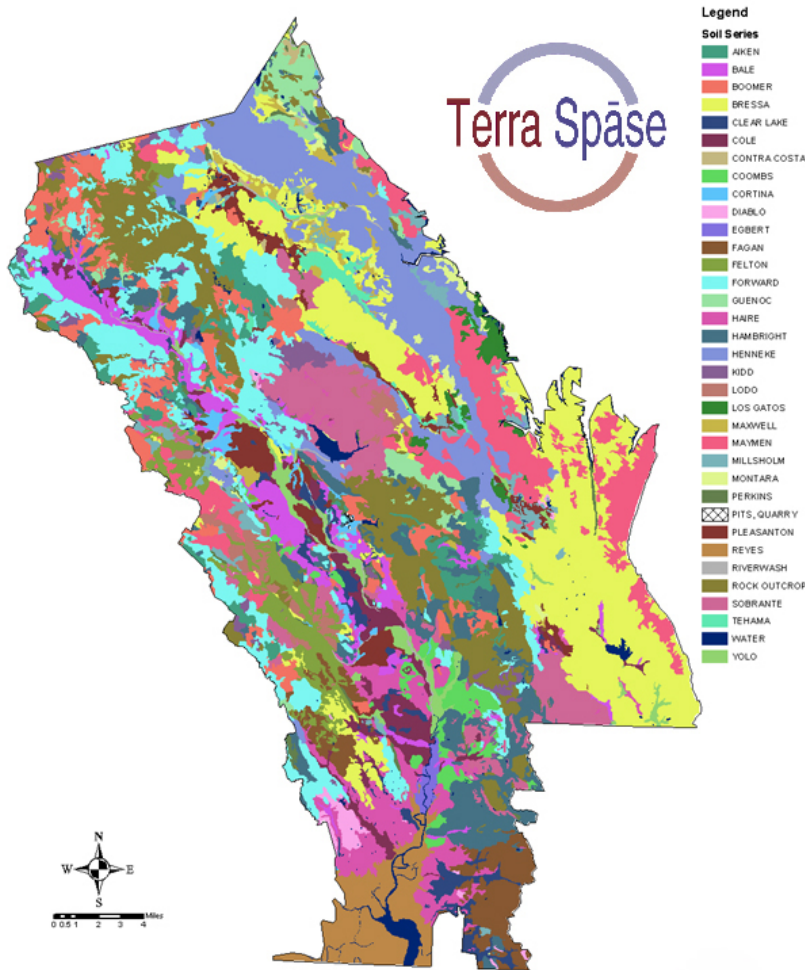 Legend
Soil Series
AIKEN
BALE
BOOMER
BRESSA
CLEAR LAKE
COLE
CONTRA COSTA
COOMBS
CORTINA
DIABLO
EGBERT
FAGAN
FELTON
FORWARD
GUENOC
HAIRE
HAMBRIGHT
HENNEKE
KIDD
LODO
LOS GATOS
MAXWELL
MAYMEN
MILLSHOLM
MONTARA
PERKINS
PITS, QUARRY
PLEASANTON
REYES
RIVERWASH
ROCK OUTCROP
SOBRANTE
TEHAMA
WATER
YOLO
Terra Spāse
N
W E
S
0 0.5 1 2 3 4 Miles